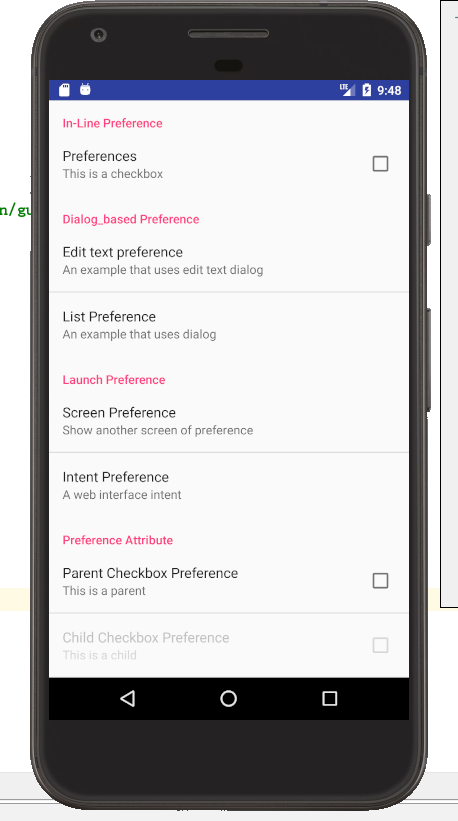 LTE 9:48
In-Line Preference
Preferences
This is a checkbox
Dialog_based Preference
n/gu
Edit text preference
An example that uses edit text dialog
List Preference
An example that uses dialog
Launch Preference
Screen Preference
Show another screen of preference
Intent Preference
A web interface intent
Preference Attribute
Parent Checkbox Preference
This is a parent
Child Checkbox Preference
This is a child